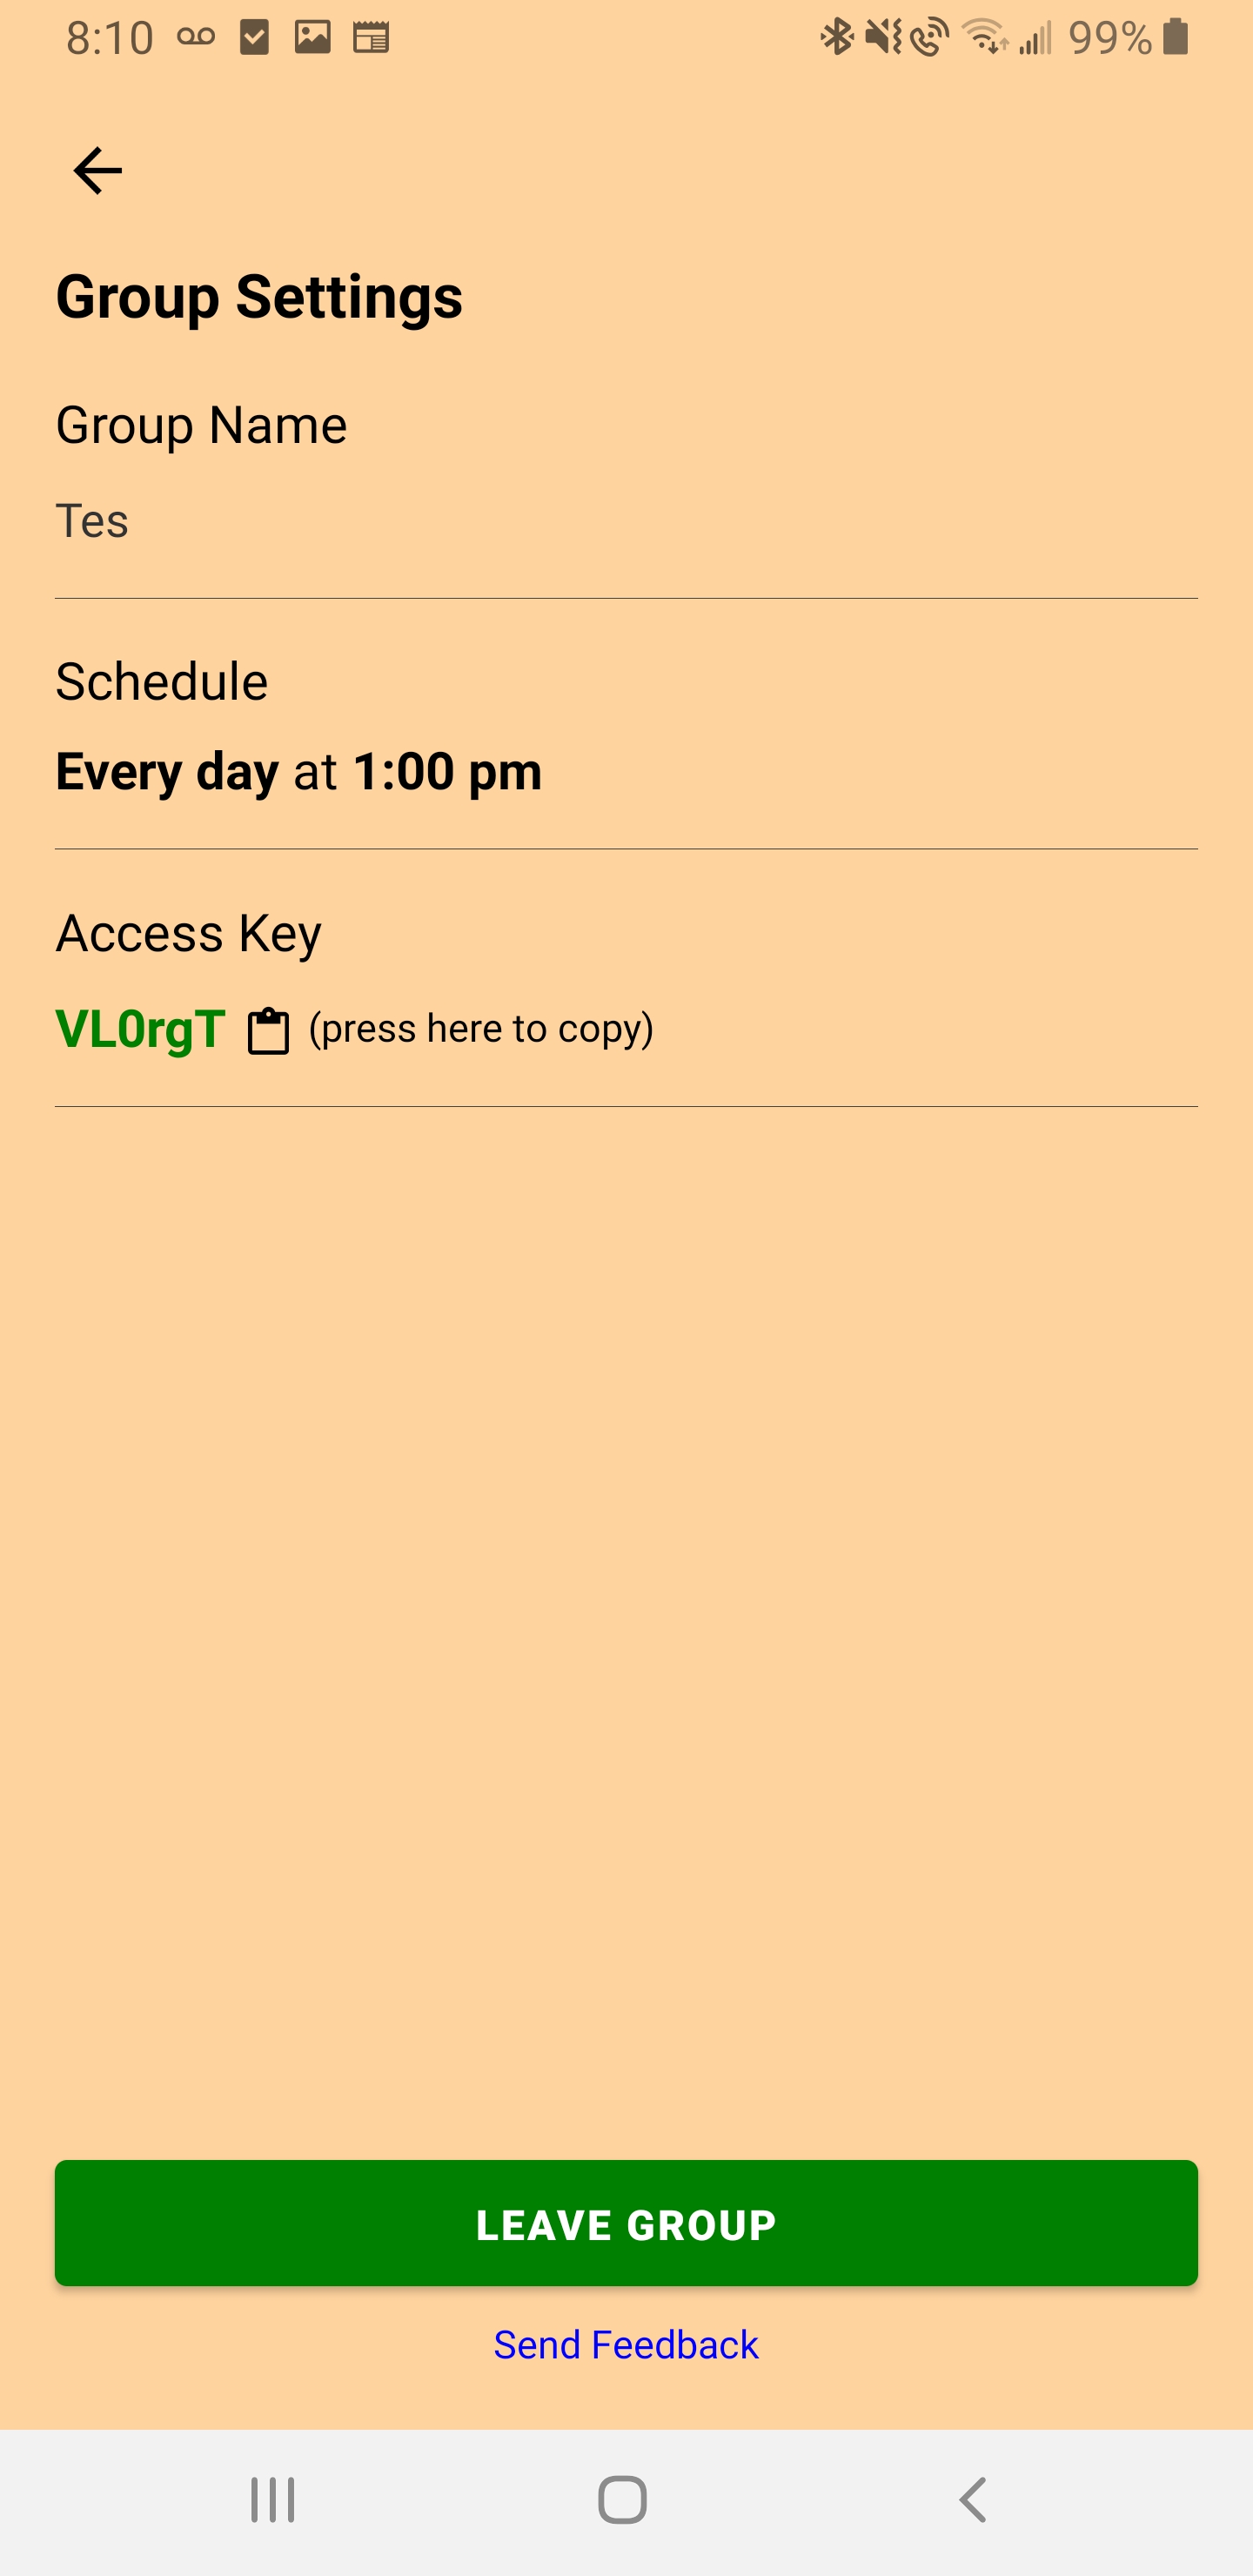 8:10 99%
Group Settings
Group Name
Tes
Schedule
Every day at 1:00 pm
Access Key
VL0rgT (press here to copy)
LEAVE GROUP
Send Feedback